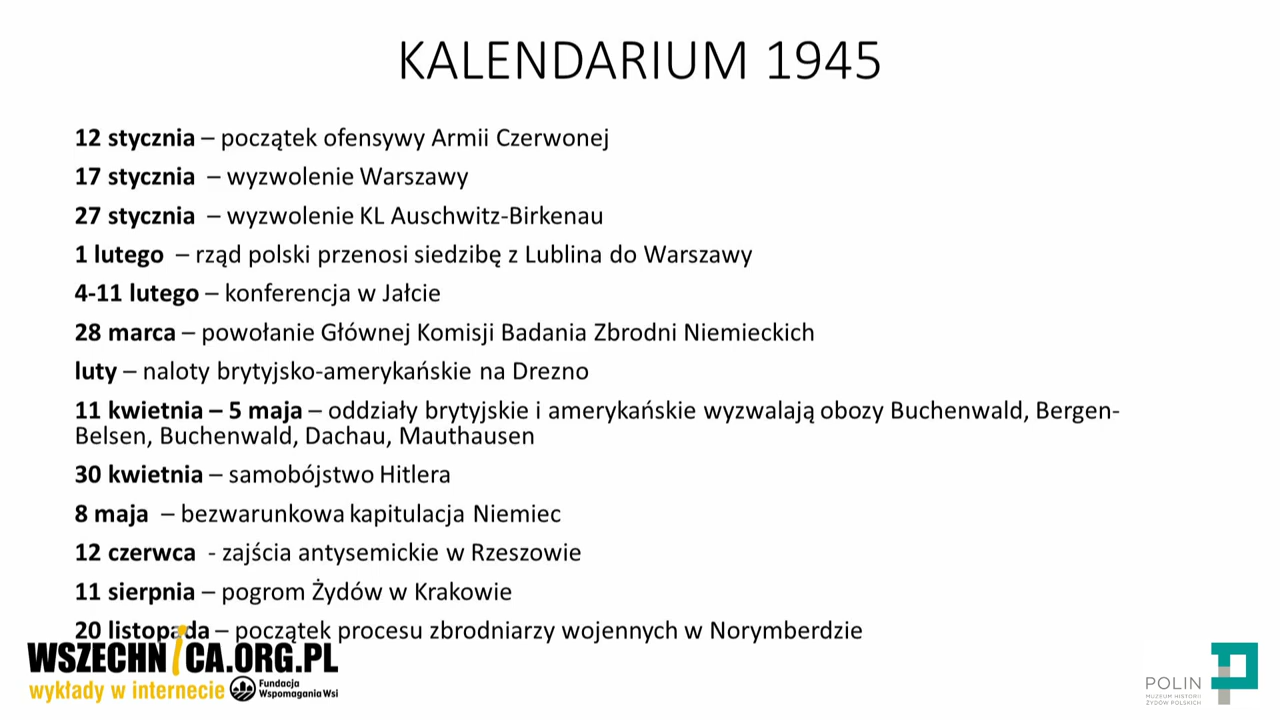 KALENDARIUM 1945
12 stycznia – początek ofensywy Armii Czerwonej
17 stycznia – wyzwolenie Warszawy
27 stycznia – wyzwolenie KL Auschwitz-Birkenau
1 lutego – rząd polski przenosi siedzibę z Lublina do Warszawy
4-11 lutego – konferencja w Jałcie
28 marca – powołanie Głównej Komisji Badania Zbrodni Niemieckich
luty – naloty brytyjsko-amerykańskie na Drezno
11 kwietnia – 5 maja – oddziały brytyjskie i amerykańskie wyzwalają obozy Buchenwald, Bergen-
Belsen, Buchenwald, Dachau, Mauthausen
30 kwietnia – samobójstwo Hitlera
8 maja – bezwarunkowa kapitulacja Niemiec
12 czerwca - zajścia antysemickie w Rzeszowie
11 sierpnia – pogrom Żydów w Krakowie
20 listopada – początek procesu zbrodniarzy wojennych w Norymberdzie
WSZECHNICA.ORG.PL
wykłady w internecie
Fundacja
Wspomagania Wsi
POLIN
MUZEUM HISTORII
ŻYDÓW POLSKICH